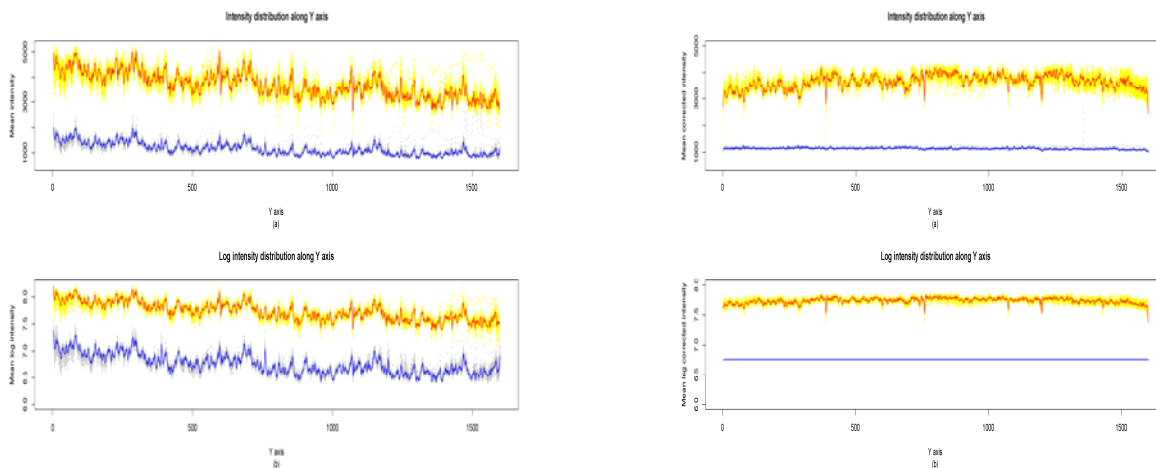 Intensity distribution along Y axis
Mean intensity
5000
3000
1000
0 500 1000 1500
Y axis
(a)
Intensity distribution along Y axis
Mean corrected intensity
5000
3000
1000
0 500 1000 1500
Y axis
(a)
Log intensity distribution along Y axis
Mean log intensity
8.0
7.5
7.0
6.5
6.0
0 500 1000 1500
Y axis
(b)
Log intensity distribution along Y axis
Mean log corrected intensity
8.0
7.5
7.0
6.5
6.0
0 500 1000 1500
Y axis
(b)